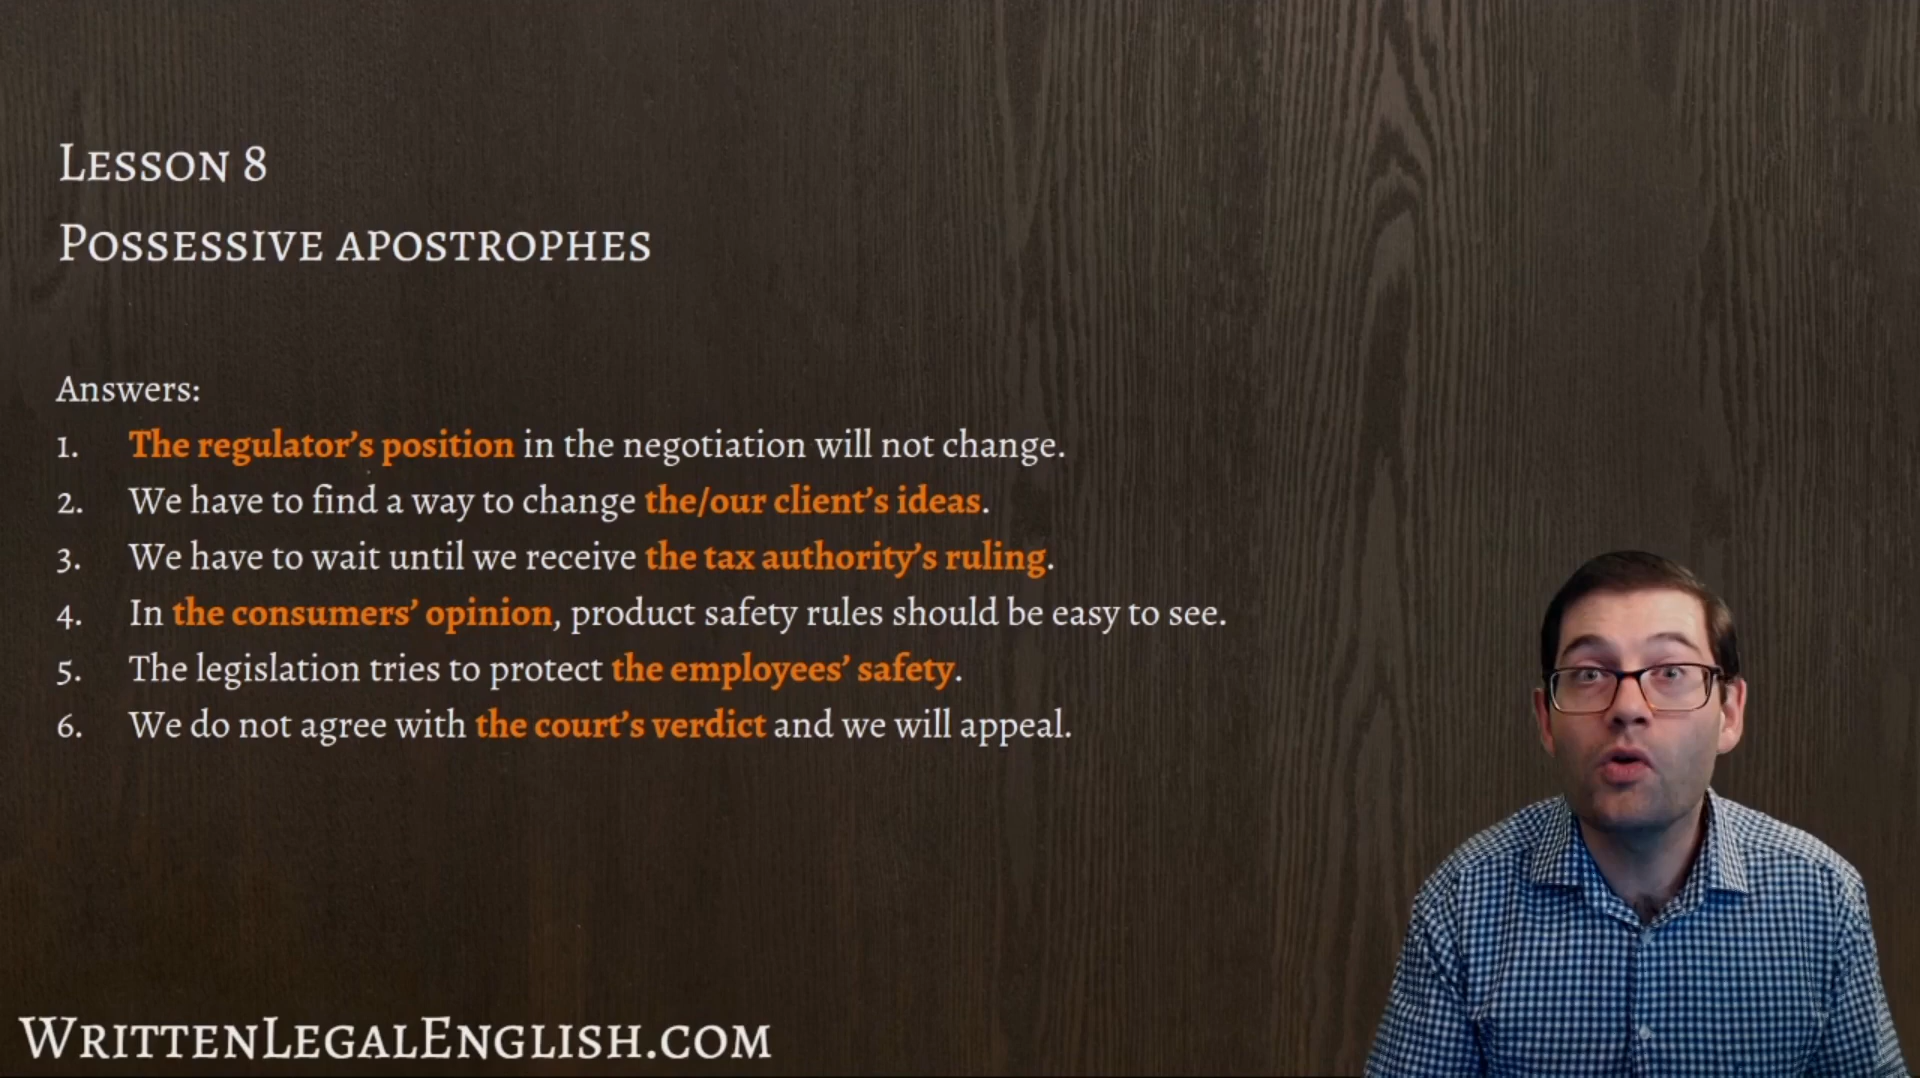 Lesson 8
Possessive apostrophes
Answers:
1. The regulator’s position in the negotiation will not change.
2. We have to find a way to change the/our client’s ideas.
3. We have to wait until we receive the tax authority’s ruling.
4. In the consumers’ opinion, product safety rules should be easy to see.
5. The legislation tries to protect the employees’ safety.
6. We do not agree with the court’s verdict and we will appeal.
WrittenLegalEnglish.com